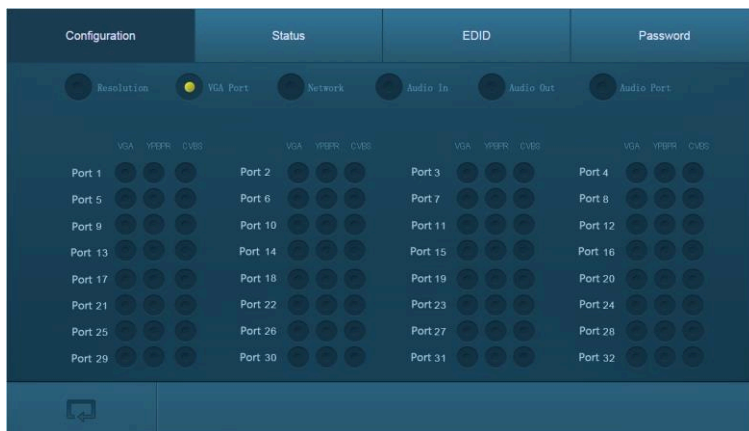 Configuration Status EDID Password
Resolution VGA Port Network Audio In Audio Out Audio Port
VGA YPBPR CVBS VGA YPBPR CVBS VGA YPBPR CVBS VGA YPBPR CVBS
Port 1 Port 2 Port 3 Port 4
Port 5 Port 6 Port 7 Port 8
Port 9 Port 10 Port 11 Port 12
Port 13 Port 14 Port 15 Port 16
Port 17 Port 18 Port 19 Port 20
Port 21 Port 22 Port 23 Port 24
Port 25 Port 26 Port 27 Port 28
Port 29 Port 30 Port 31 Port 32